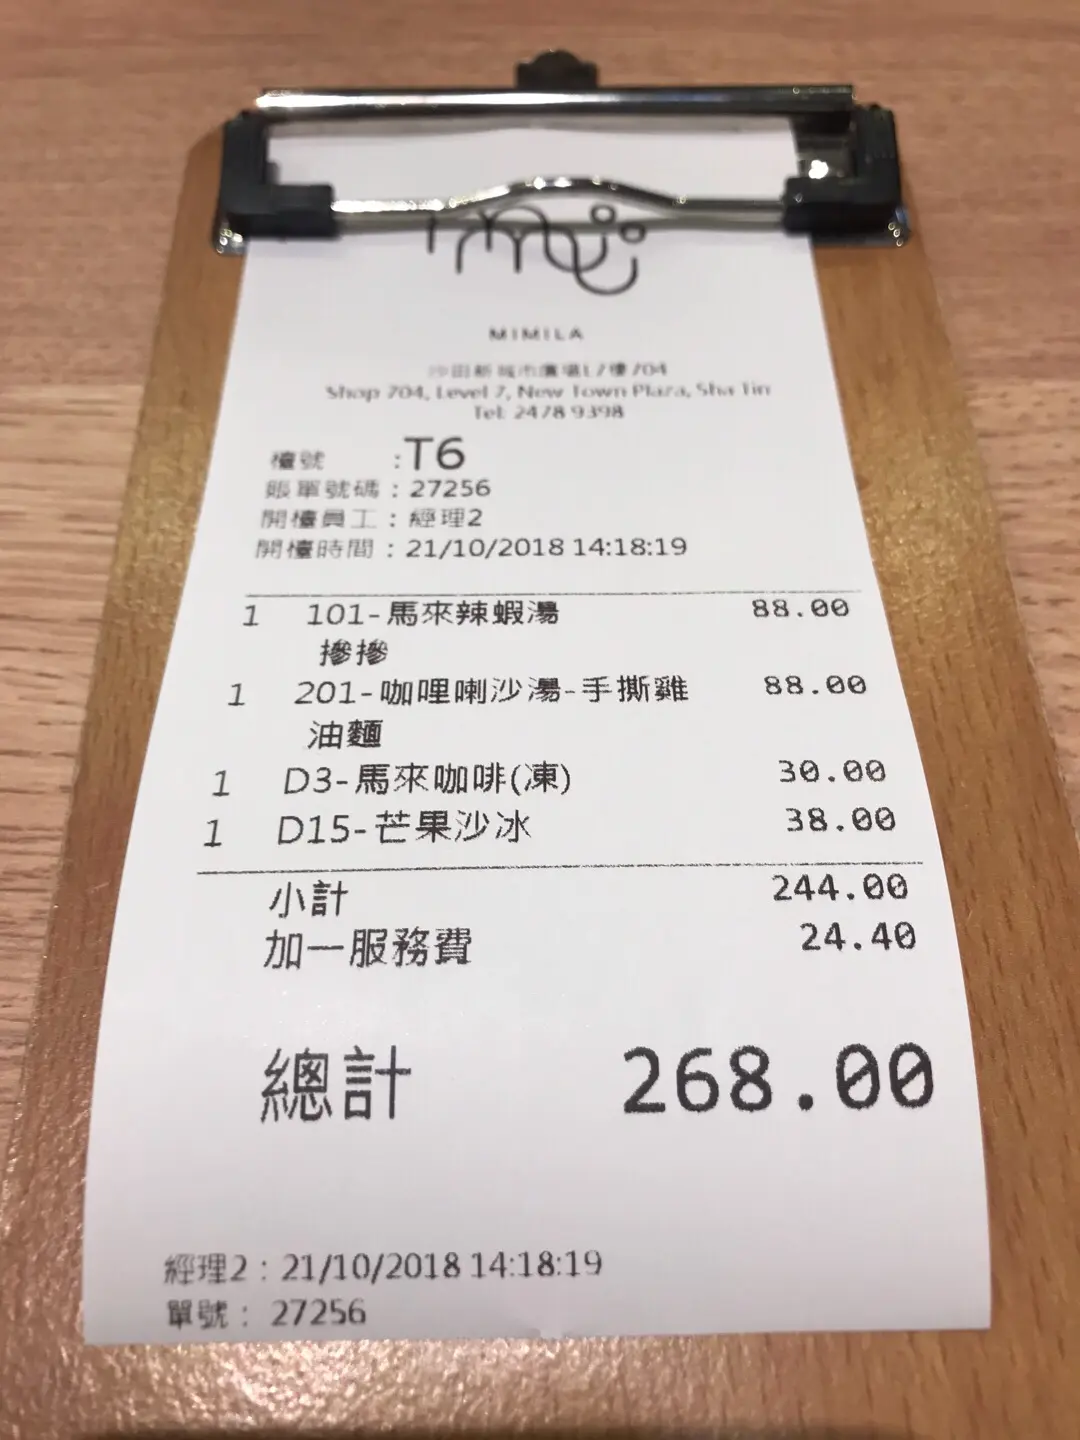 MIMILA
沙田新城市廣場L7樓704
Shop 704, Level 7, New Town Plaza, Sha Tin
Tel: 2478 9398
檯號 :T6
賬單號碼 : 27256
開檯員工 : 經理2
開檯時間 : 21/10/2018 14:18:19
1 101-馬來辣蝦湯 88.00
摻摻
1 201-咖哩喇沙湯-手撕雞 88.00
油麵
1 D3-馬來咖啡(凍) 30.00
1 D15-芒果沙冰 38.00
小計 244.00
加一服務費 24.40
總計 268.00
經理2 : 21/10/2018 14:18:19
單號 : 27256